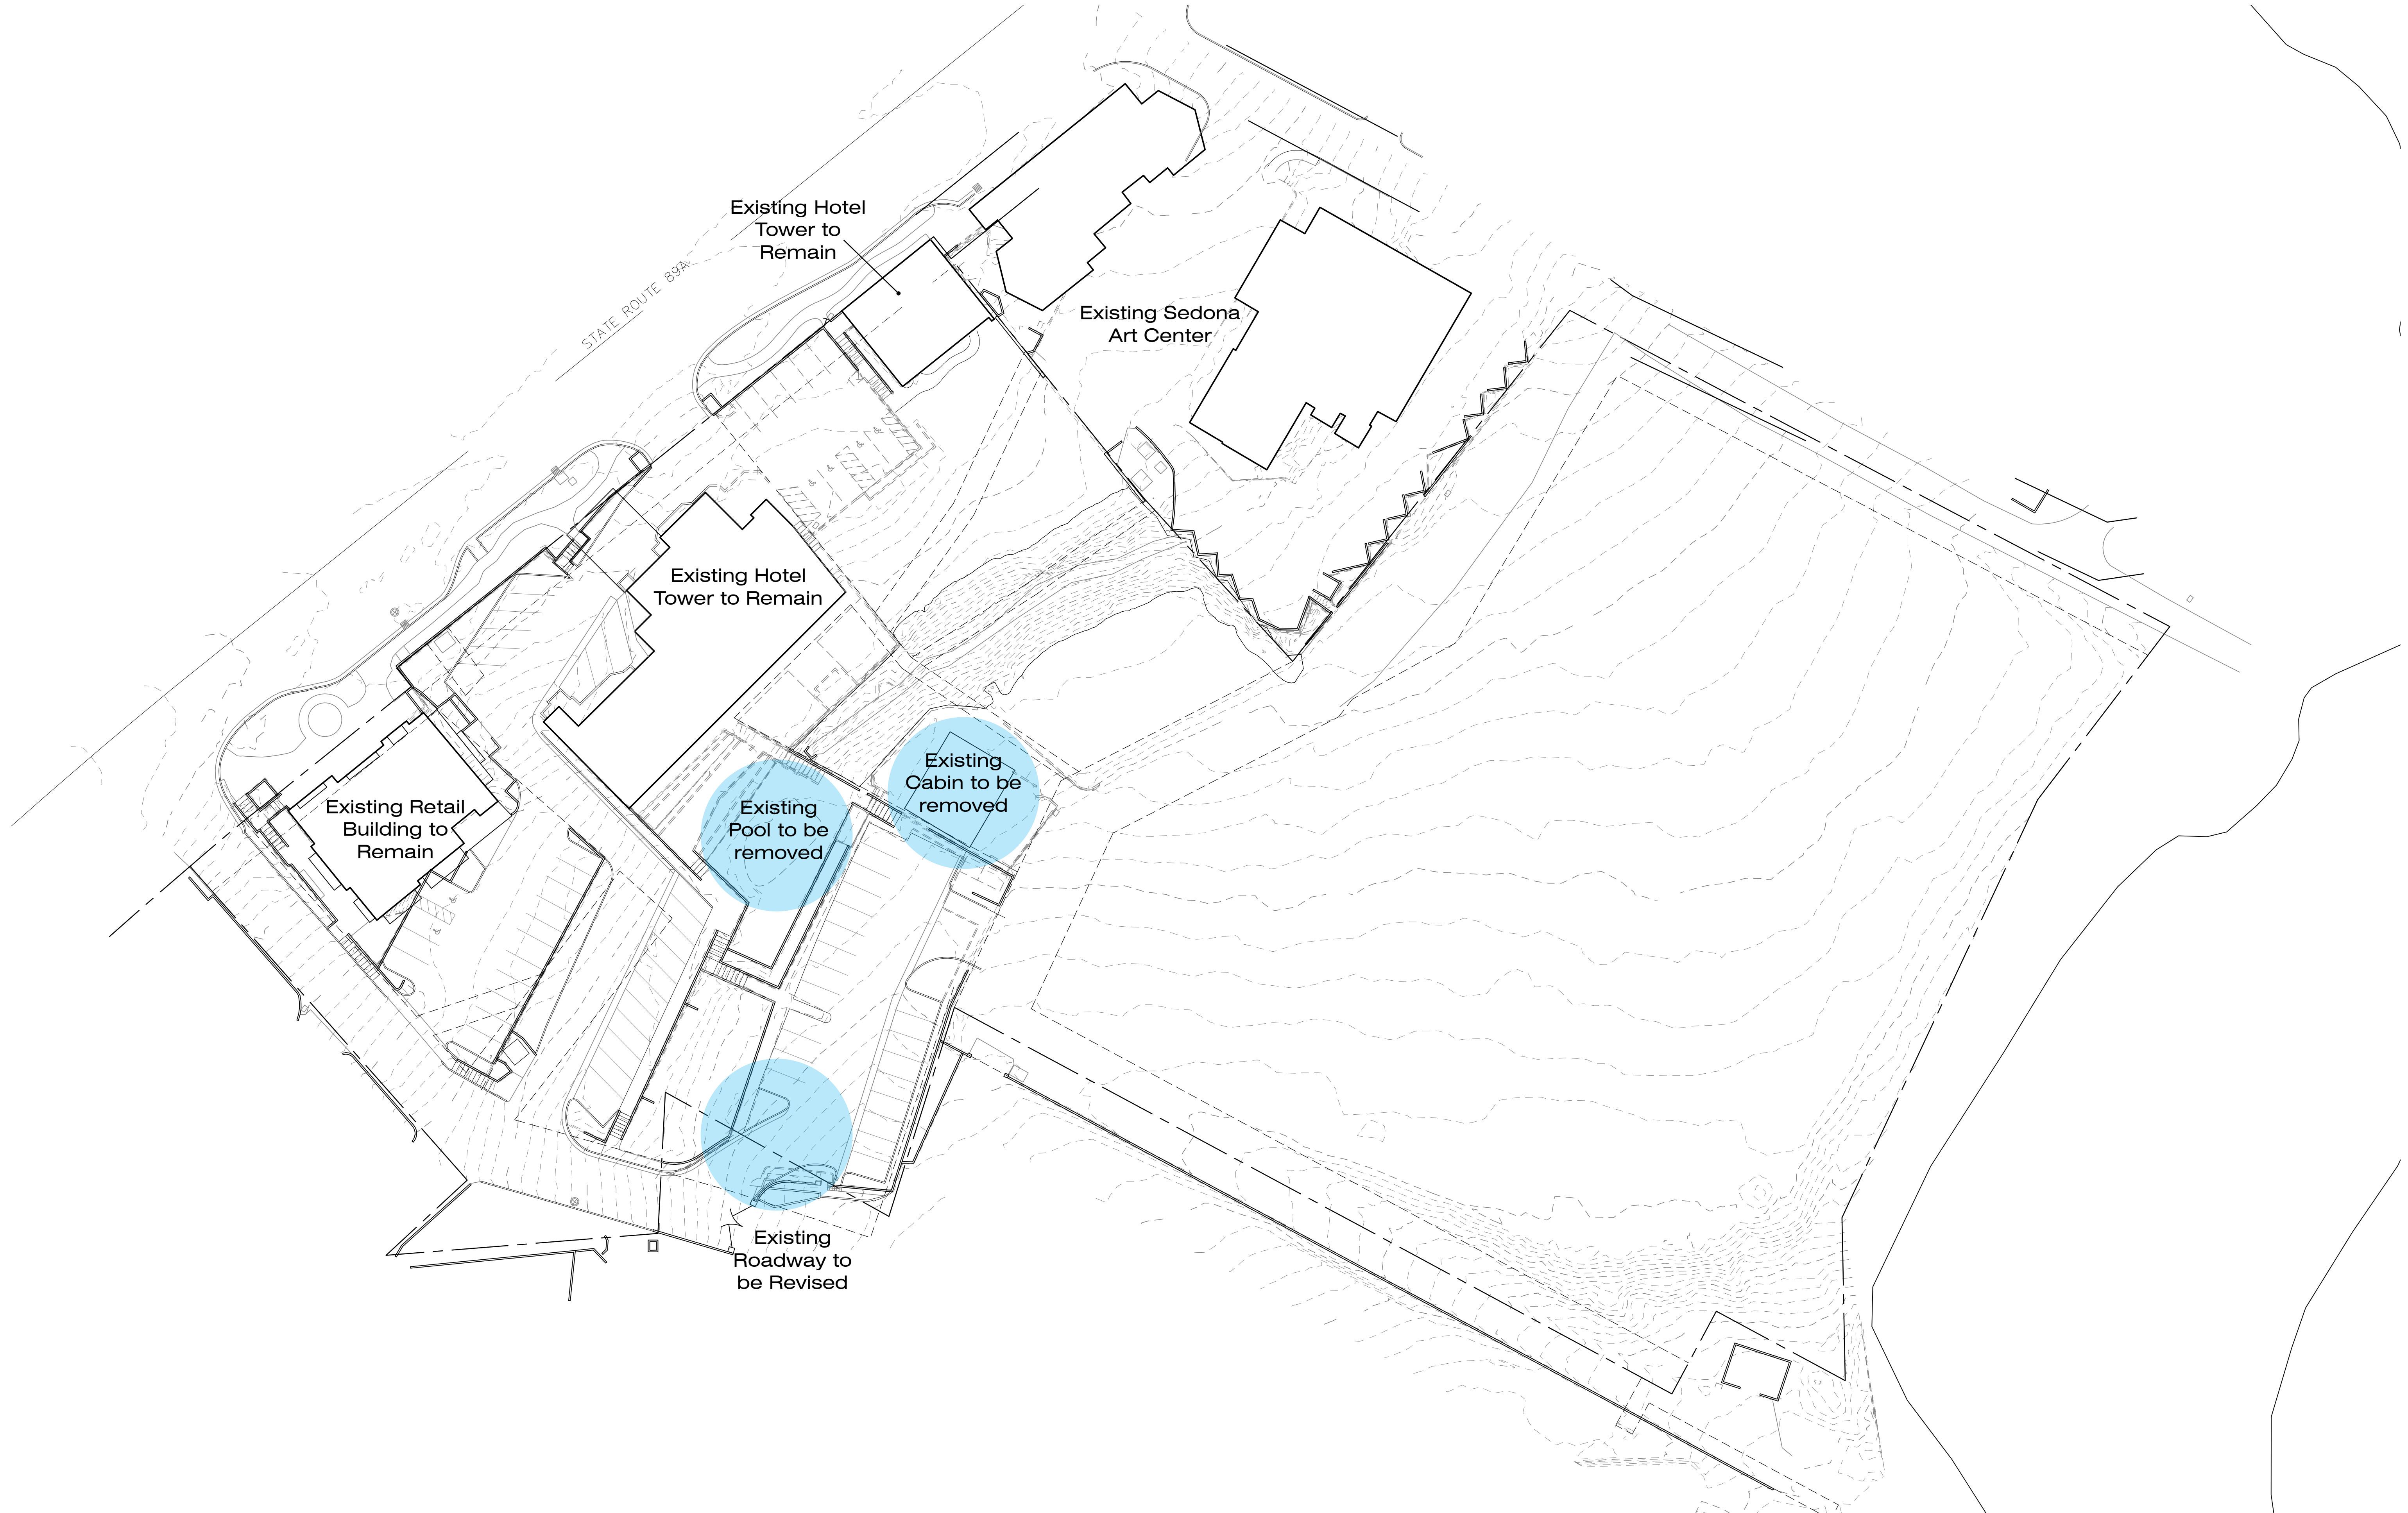 Existing Hotel
Tower to
Remain
STATE ROUTE 89A
Existing Sedona
Art Center
Existing Hotel
Tower to Remain
Existing Retail
Building to
Remain
Existing
Pool to be
removed
Existing
Cabin to be
removed
Existing
Roadway to
be Revised